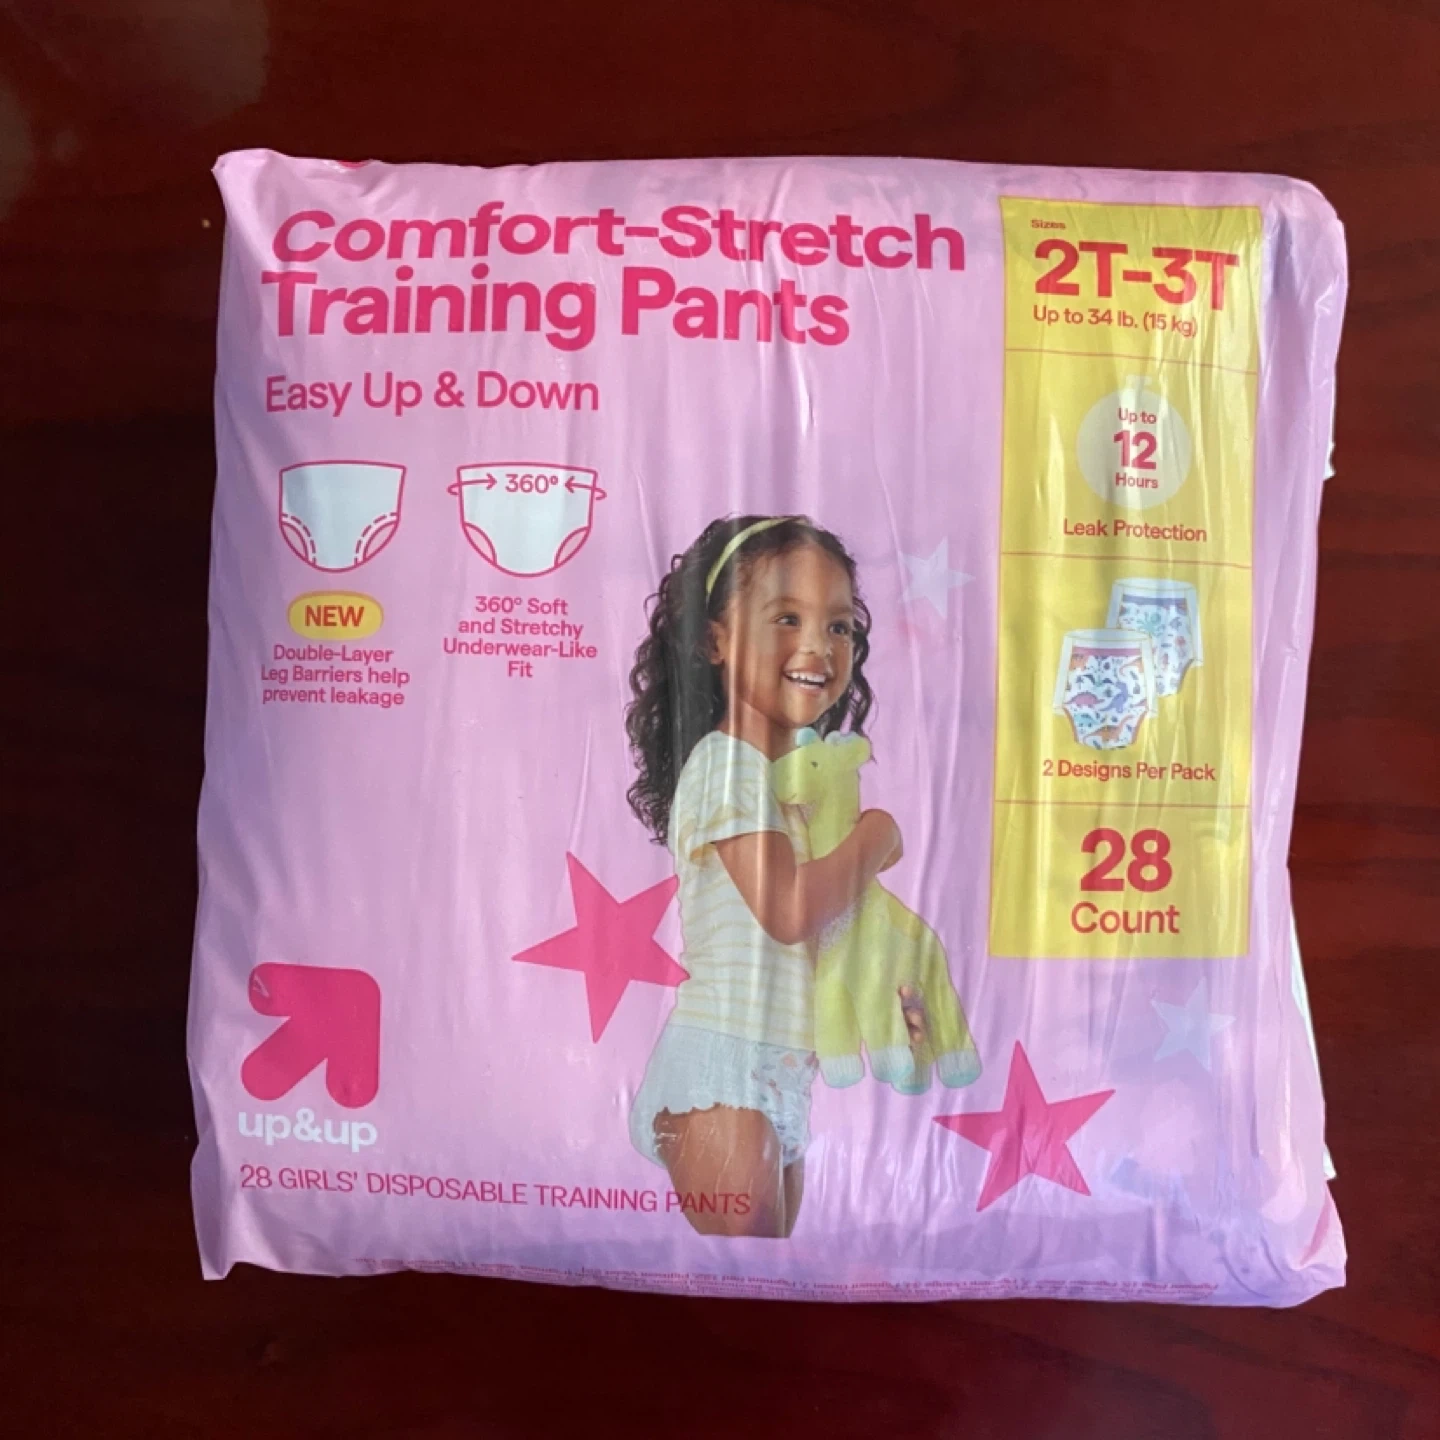 Comfort-Stretch
Training Pants
Easy Up & Down
360°
NEW
Double-Layer
Leg Barriers help
prevent leakage
360° Soft
and Stretchy
Underwear-Like
Fit
Sizes
2T-3T
Up to 34 lb. (15 kg)
Up to
12
Hours
Leak Protection
2 Designs Per Pack
28
Count
up&up
28 GIRLS' DISPOSABLE TRAINING PANTS